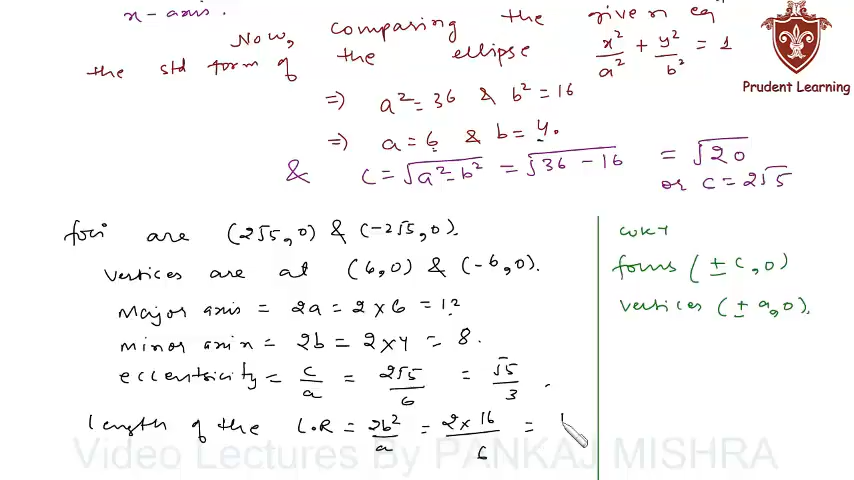 x-axis.
Now, comparing the given eq
the std form of the ellipse x²/a² + y²/b² = 1
Prudent Learning
=) a² = 36 & b² = 16
=) a = 6 & b = 4.
& c = √a² - b² = √36 - 16 = √20
or c = 2√5
foci are (2√5, 0) & (-2√5, 0).
vertices are at (6, 0) & (-6, 0).
Major axis = 2a = 2 × 6 = 12
minor axis = 2b = 2 × 4 = 8.
eccentricity = c/a = 2√5/6 = √5/3.
length of the L.R = 2b²/a = 2 × 16/6 =
WKT
forms (± c, 0)
vertices (± a, 0).
Video Lectures By PANKAJ MISHRA